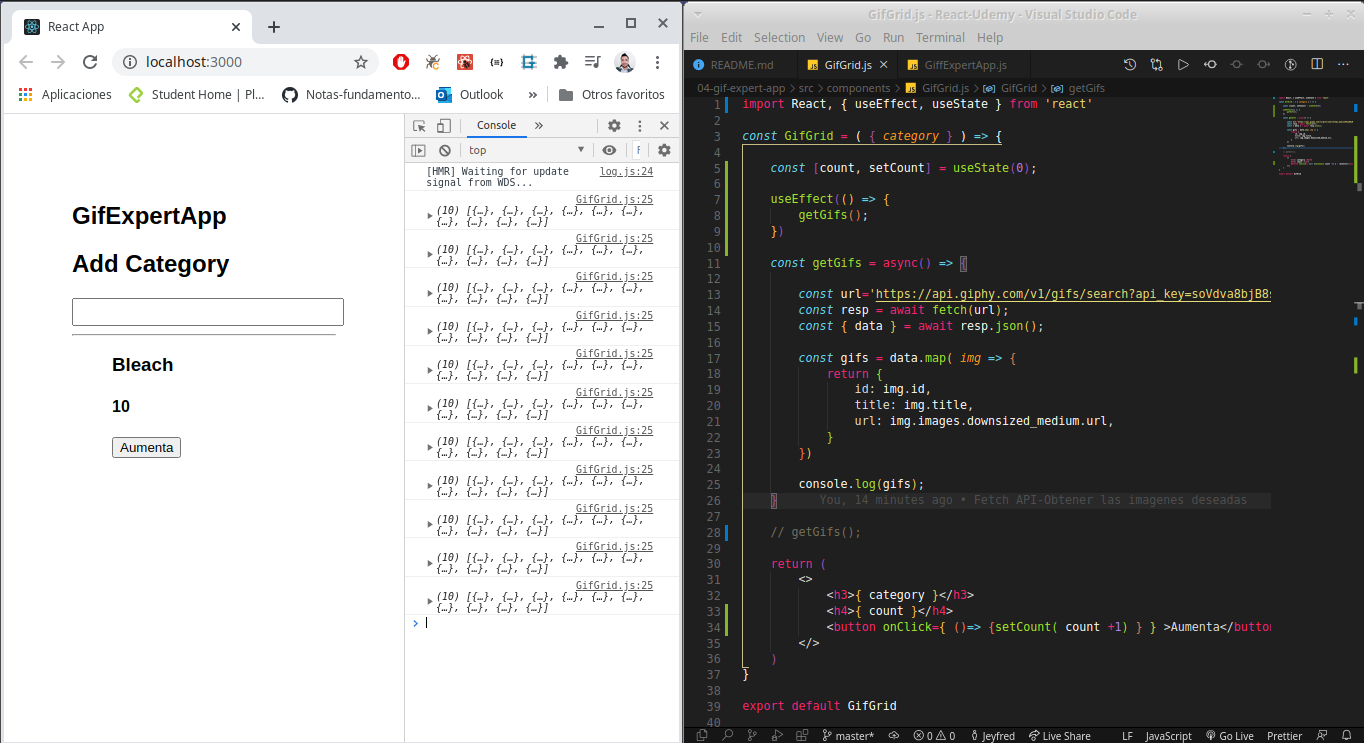 React App
localhost:3000
Aplicaciones
Student Home | Pl...
Notas-fundamento...
Outlook
»
Otros favoritos
GifExpertApp
Add Category
Bleach
10
Aumenta
Console
»
top
[HMR] Waiting for update log.js:24
signal from WDS...
GifGrid.js:25
(10) [{…}, {…}, {…}, {…}, {…}, {…},
{…}, {…}, {…}, {…}]
GifGrid.js:25
(10) [{…}, {…}, {…}, {…}, {…}, {…},
{…}, {…}, {…}, {…}]
GifGrid.js:25
(10) [{…}, {…}, {…}, {…}, {…}, {…},
{…}, {…}, {…}, {…}]
GifGrid.js:25
(10) [{…}, {…}, {…}, {…}, {…}, {…},
{…}, {…}, {…}, {…}]
GifGrid.js:25
(10) [{…}, {…}, {…}, {…}, {…}, {…},
{…}, {…}, {…}, {…}]
GifGrid.js:25
(10) [{…}, {…}, {…}, {…}, {…}, {…},
{…}, {…}, {…}, {…}]
GifGrid.js:25
(10) [{…}, {…}, {…}, {…}, {…}, {…},
{…}, {…}, {…}, {…}]
GifGrid.js:25
(10) [{…}, {…}, {…}, {…}, {…}, {…},
{…}, {…}, {…}, {…}]
GifGrid.js:25
(10) [{…}, {…}, {…}, {…}, {…}, {…},
{…}, {…}, {…}, {…}]
GifGrid.js:25
(10) [{…}, {…}, {…}, {…}, {…}, {…},
{…}, {…}, {…}, {…}]
GifGrid.js:25
(10) [{…}, {…}, {…}, {…}, {…}, {…},
{…}, {…}, {…}, {…}]
GifGrid.js - React-Udemy - Visual Studio Code
File Edit Selection View Go Run Terminal Help
README.md
GifGrid.js
GiffExpertApp.js
04-gif-expert-app > src > components > GifGrid.js > GifGrid > getGifs
1 import React, { useEffect, useState } from 'react'
2
3 const GifGrid = ( { category } ) => {
4
5 const [count, setCount] = useState(0);
6
7 useEffect(() => {
8 getGifs();
9 })
10
11 const getGifs = async() => {
12
13 const url='https://api.giphy.com/v1/gifs/search?api_key=soVdva8bjB8s
14 const resp = await fetch(url);
15 const { data } = await resp.json();
16
17 const gifs = data.map( img => {
18 return {
19 id: img.id,
20 title: img.title,
21 url: img.images.downsized_medium.url,
22 }
23 })
24
25 console.log(gifs);
26 } You, 14 minutes ago • Fetch API-Obtener las imagenes deseadas
27
28 // getGifs();
29
30 return (
31 <>
32 <h3>{ category }</h3>
33 <h4>{ count }</h4>
34 <button onClick={ ()=> {setCount( count +1) } } >Aumenta</button
35 </>
36 )
37 }
38
39 export default GifGrid
40
master* 0 0 Jeyfred Live Share LF JavaScript Go Live Prettier